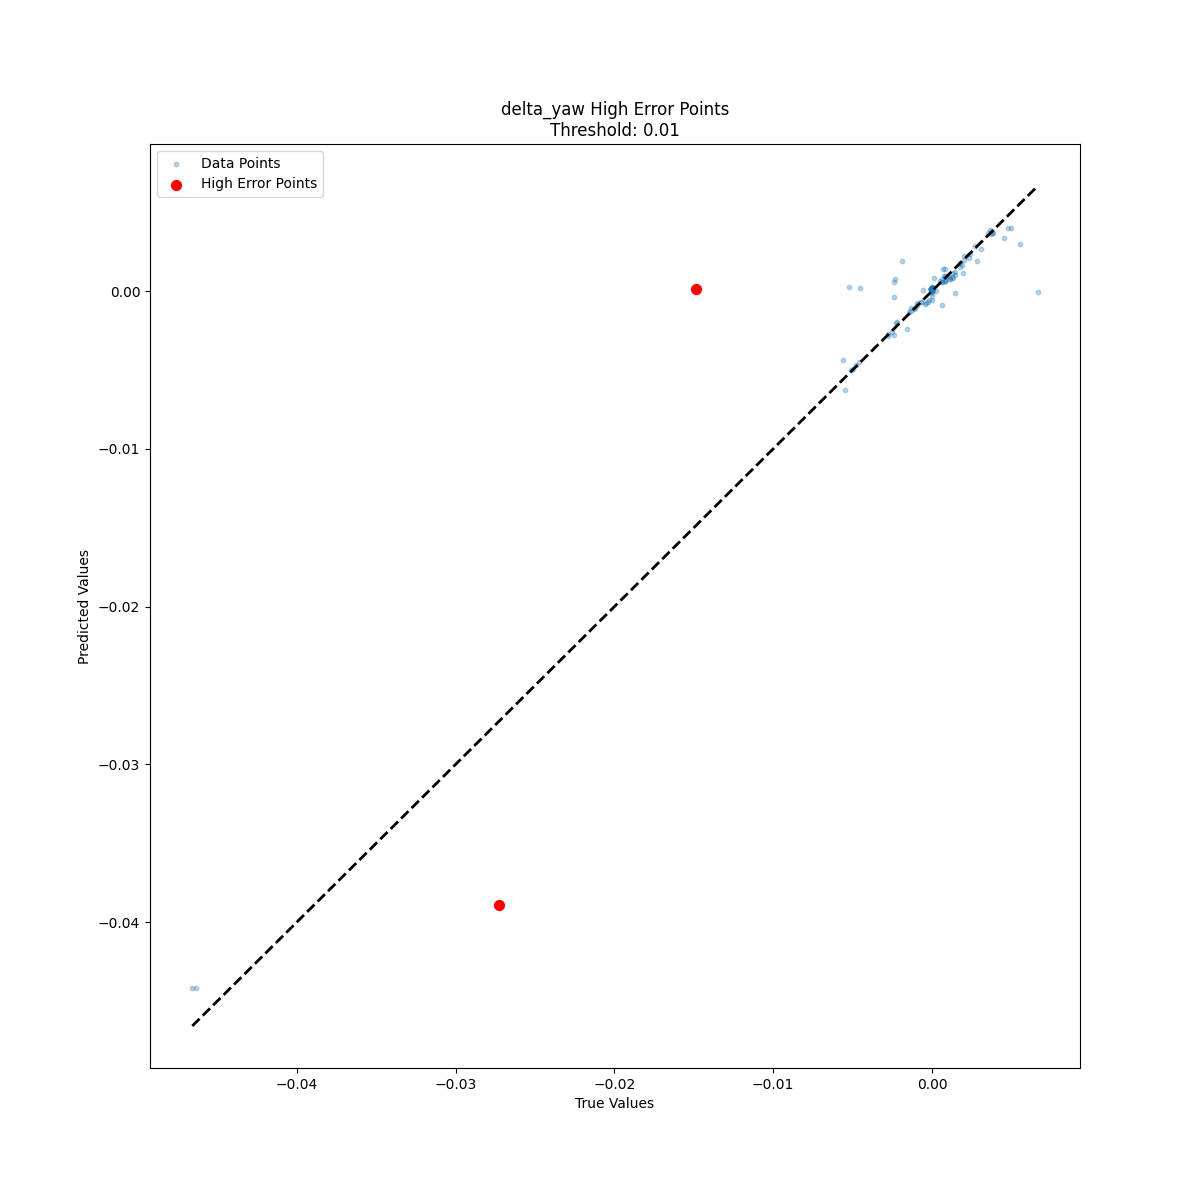 delta_yaw High Error Points
Threshold: 0.01
Data Points
High Error Points
0.00
−0.01
−0.02
−0.03
−0.04
Predicted Values
−0.04
−0.03
−0.02
−0.01
0.00
True Values